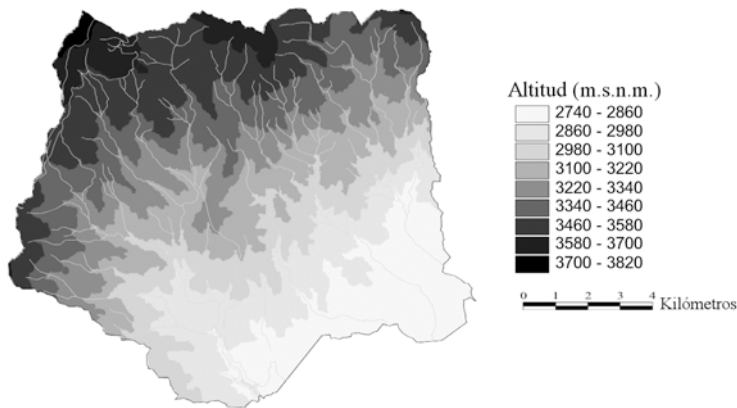 Altitud (m.s.n.m.)
2740 - 2860
2860 - 2980
2980 - 3100
3100 - 3220
3220 - 3340
3340 - 3460
3460 - 3580
3580 - 3700
3700 - 3820
0 1 2 3 4
Kilómetros